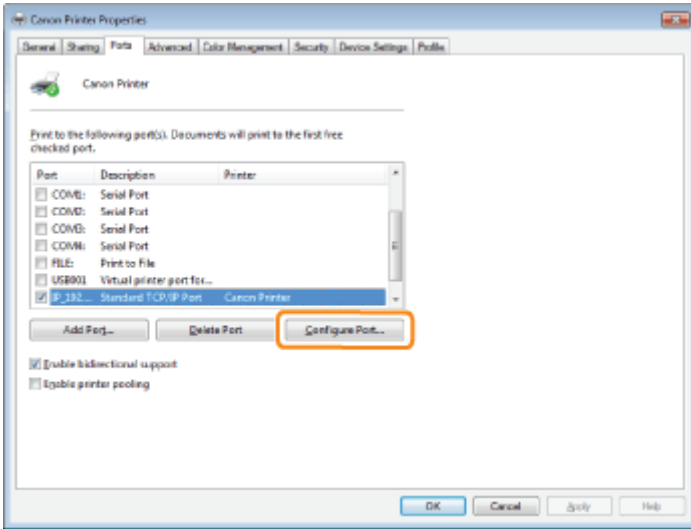 Canon Printer Properties
General Sharing Ports Advanced Color Management Security Device Settings Profile
Canon Printer
Print to the following port(s). Documents will print to the first free
checked port.
Port Description Printer
COM1: Serial Port
COM2: Serial Port
COM3: Serial Port
COM4: Serial Port
FILE: Print to File
USB001 Virtual printer port for...
IP_192.... Standard TCP/IP Port Canon Printer
Add Port... Delete Port Configure Port...
Enable bidirectional support
Enable printer pooling
OK Cancel Apply Help